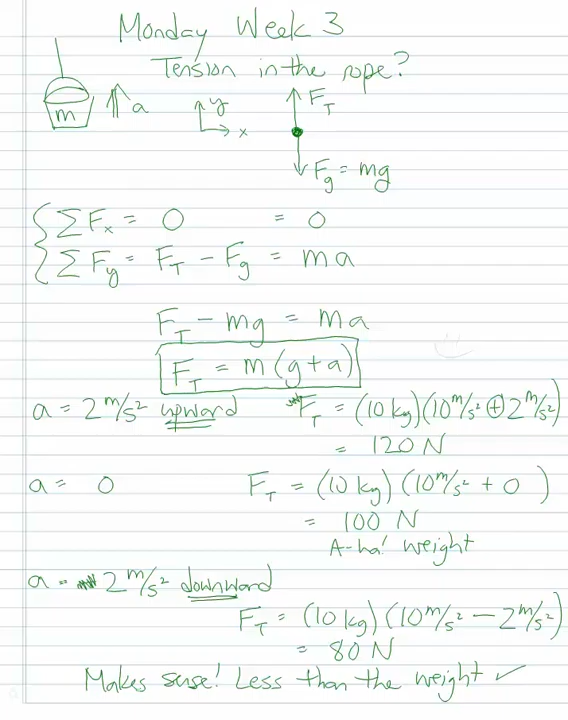 Monday Week 3
Tension in the rope?
m a y x F_T
F_g = mg
ΣF_x = 0 = 0
ΣF_y = F_T - F_g = ma
F_T - mg = ma
F_T = m(g+a)
a = 2 m/s² upward F_T = (10 kg)(10 m/s² + 2 m/s²)
= 120 N
a = 0 F_T = (10 kg)(10 m/s² + 0)
= 100 N
A-ha! weight
a = 2 m/s² downward
F_T = (10 kg)(10 m/s² - 2 m/s²)
= 80 N
Makes sense! Less than the weight ✓